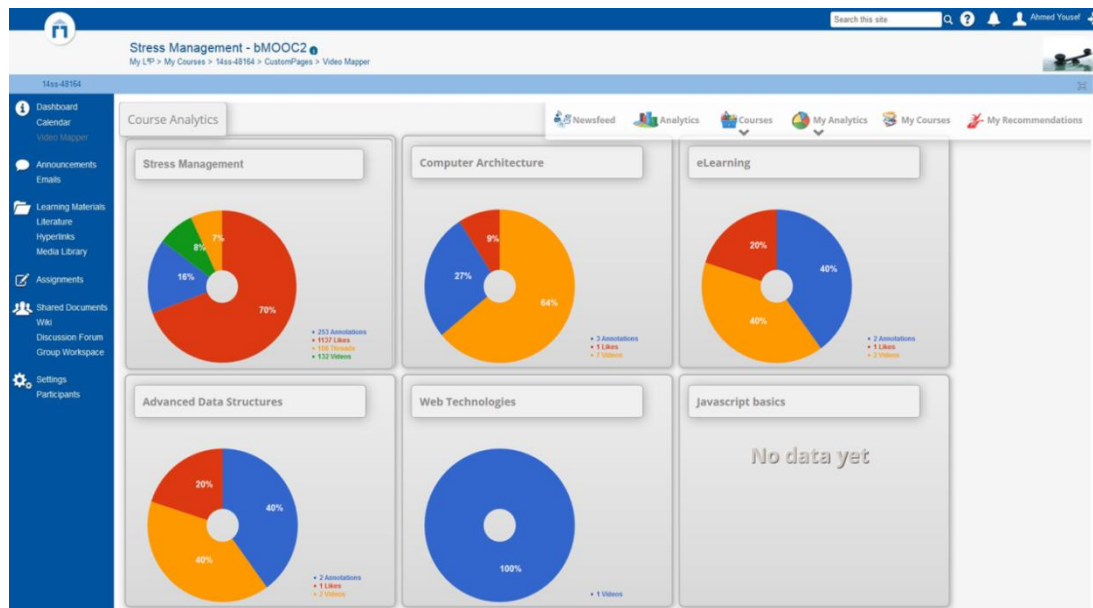 Search this site
Ahmed Yousef
Stress Management - bMOOC2
My L²P > My Courses > 14ss-48164 > CustomPages > Video Mapper
14ss-48164
Dashboard
Calendar
Video Mapper
Announcements
Emails
Learning Materials
Literature
Hyperlinks
Media Library
Assignments
Shared Documents
Wiki
Discussion Forum
Group Workspace
Settings
Participants
Course Analytics
Newsfeed
Analytics
Courses
My Analytics
My Courses
My Recommendations
Stress Management
7%
8%
16%
70%
253 Annotations
1137 Likes
Threads
132 Videos
Computer Architecture
9%
27%
64%
3 Annotations
1 Likes
7 Videos
eLearning
20%
40%
40%
2 Annotations
1 Likes
2 Videos
Advanced Data Structures
20%
40%
40%
2 Annotations
1 Likes
2 Videos
Web Technologies
100%
1 Videos
Javascript basics
No data yet